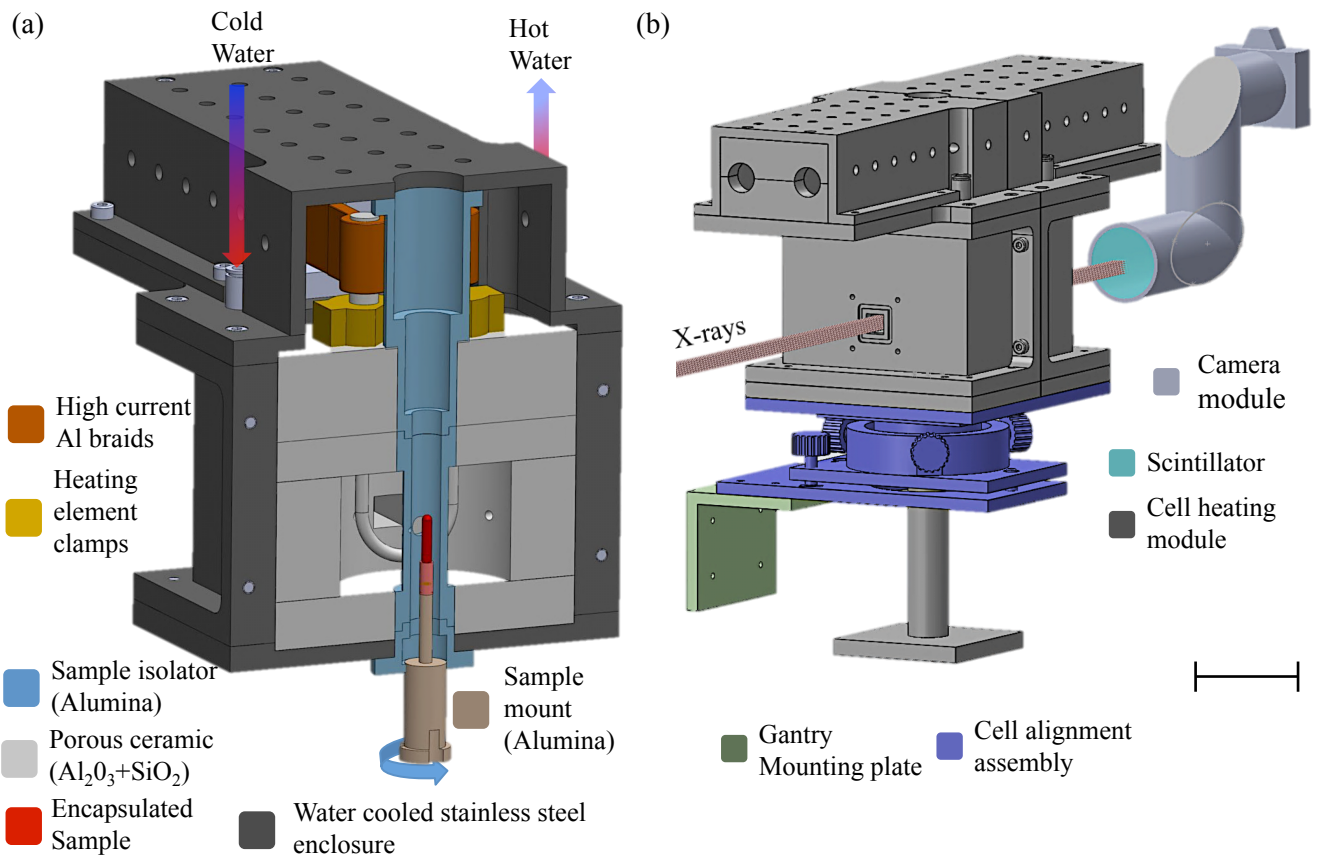 (a)
Cold
Water
Hot
Water
High current
Al braids
Heating
element
clamps
Sample isolator
(Alumina)
Porous ceramic
(Al₂0₃+SiO₂)
Encapsulated
Sample
Sample
mount
(Alumina)
Water cooled stainless steel
enclosure
(b)
X-rays
Camera
module
Scintillator
Cell heating
module
Gantry
Mounting plate
Cell alignment
assembly